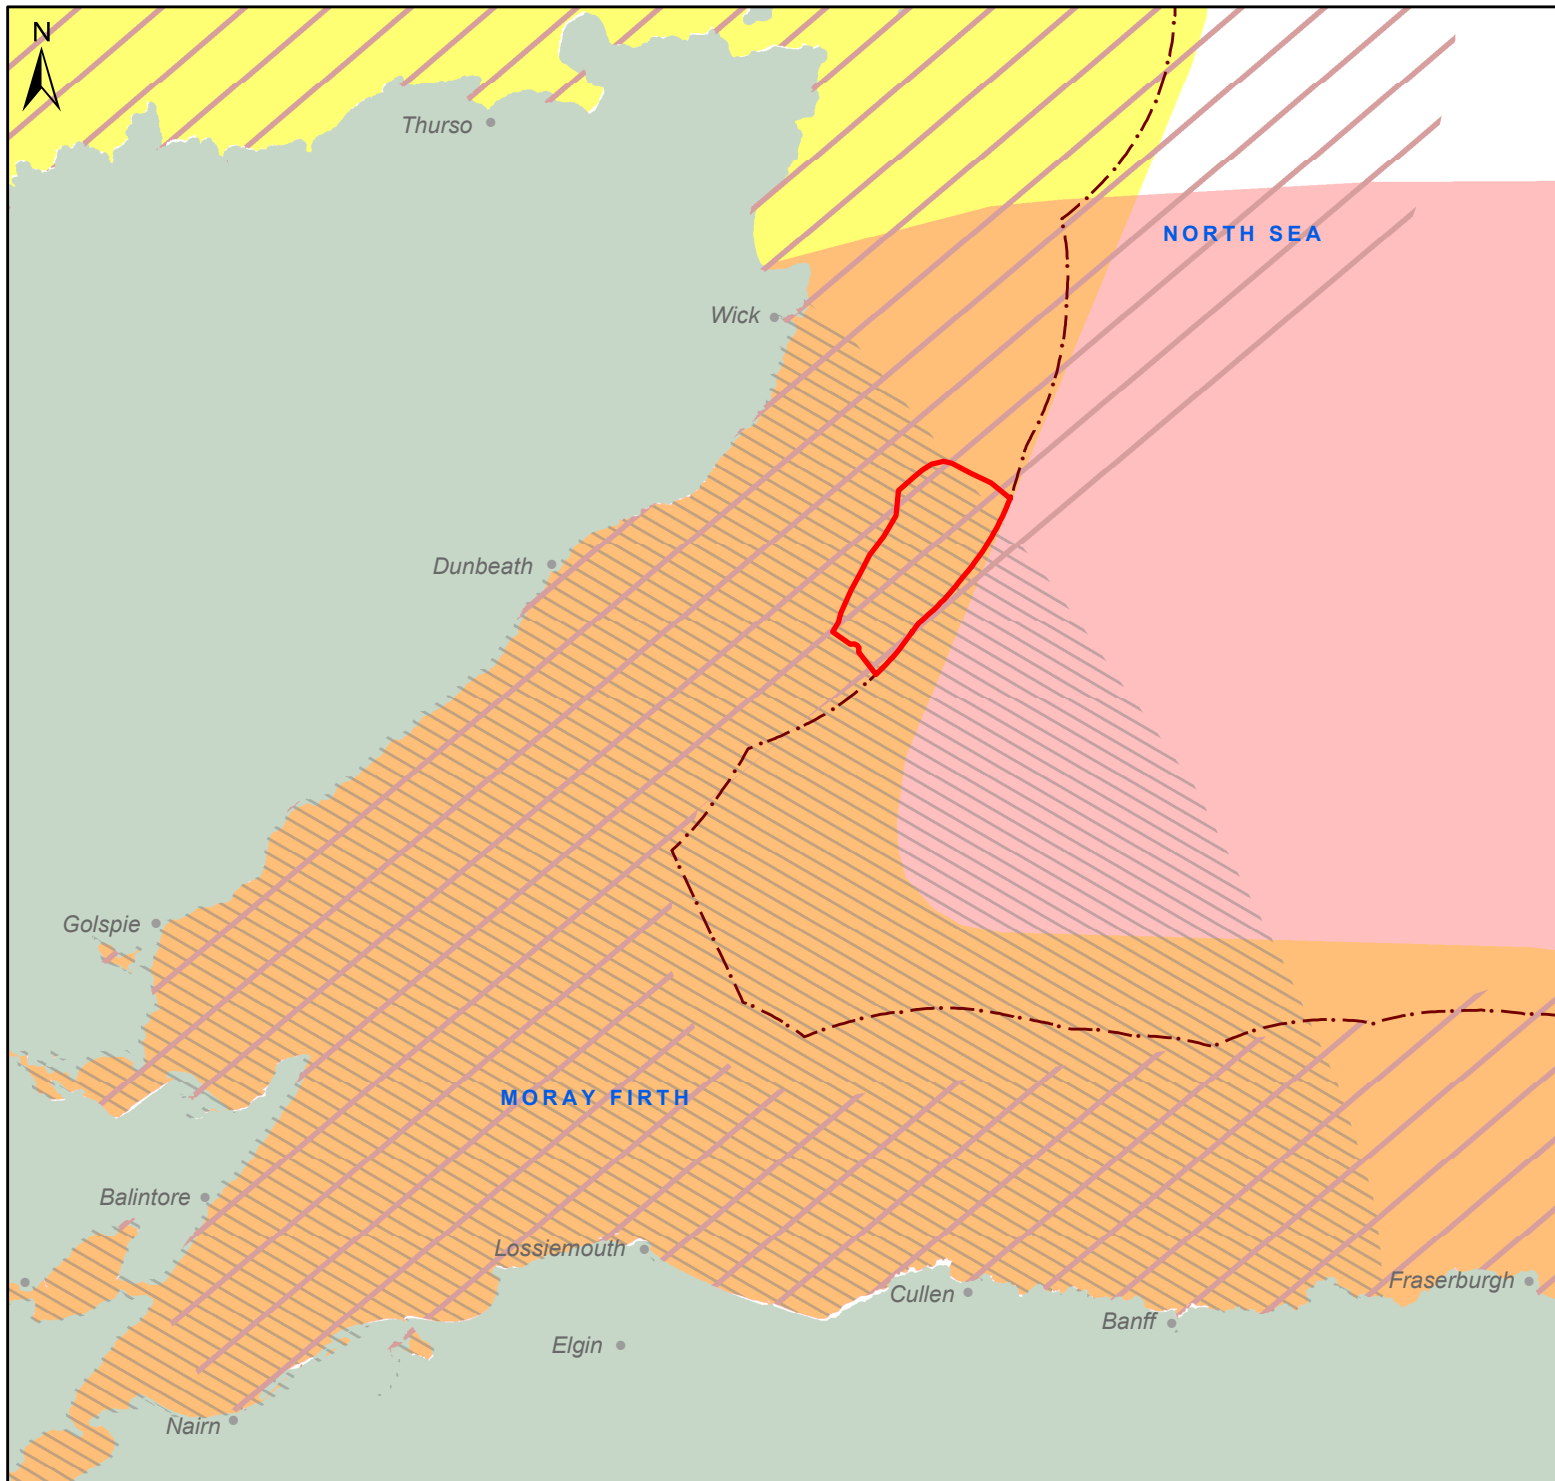 N
Thurso
NORTH SEA
Wick
Dunbeath
Golspie
MORAY FIRTH
Balintore
Lossiemouth
Fraserburgh
Cullen
Banff
Elgin
Nairn